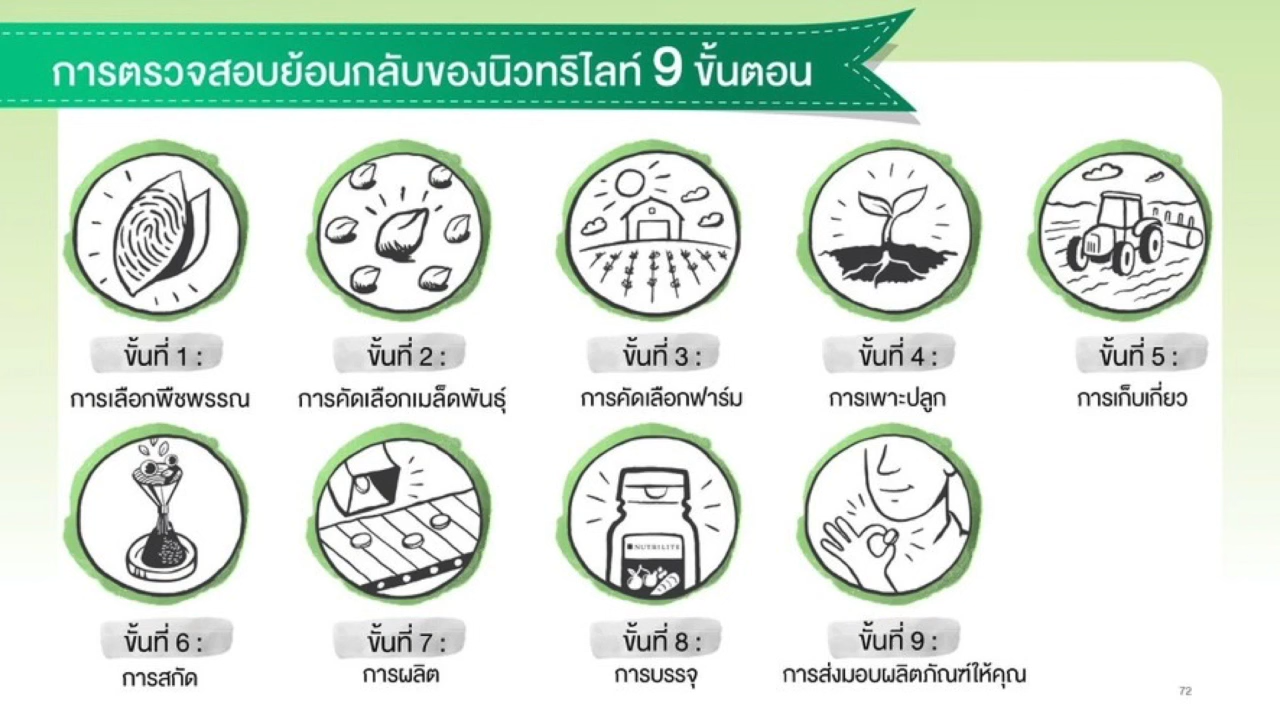 การตรวจสอบย้อนกลับของนิวทริไลท์ 9 ขั้นตอน
ขั้นที่ 1 :
การเลือกพืชพรรณ
ขั้นที่ 2 :
การคัดเลือกเมล็ดพันธุ์
ขั้นที่ 3 :
การคัดเลือกฟาร์ม
ขั้นที่ 4 :
การเพาะปลูก
ขั้นที่ 5 :
การเก็บเกี่ยว
ขั้นที่ 6 :
การสกัด
ขั้นที่ 7 :
การผลิต
NUTRILITE
ขั้นที่ 8 :
การบรรจุ
ขั้นที่ 9 :
การส่งมอบผลิตภัณฑ์ให้คุณ
72